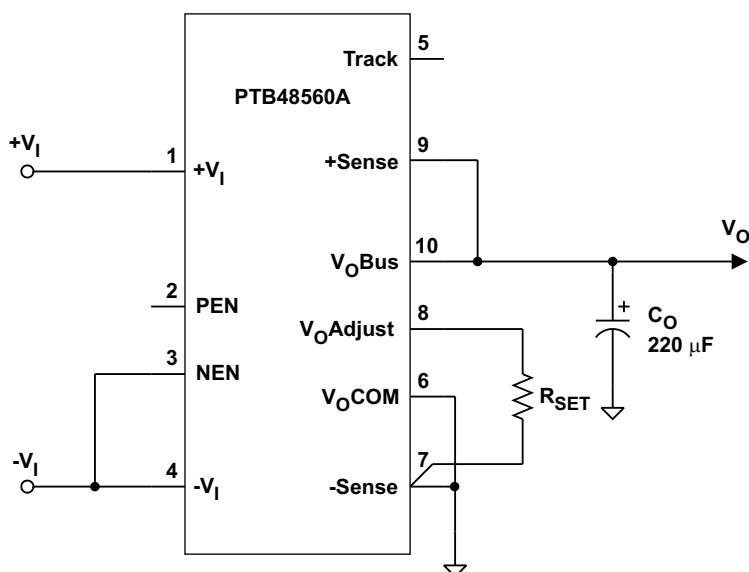 Track
5
PTB48560A
+VI
1
+VI
+Sense
9
VOBus
10
VO
2
PEN
VOAdjust
8
CO
220 μF
+
3
NEN
VOCOM
6
RSET
-VI
4
-VI
-Sense
7